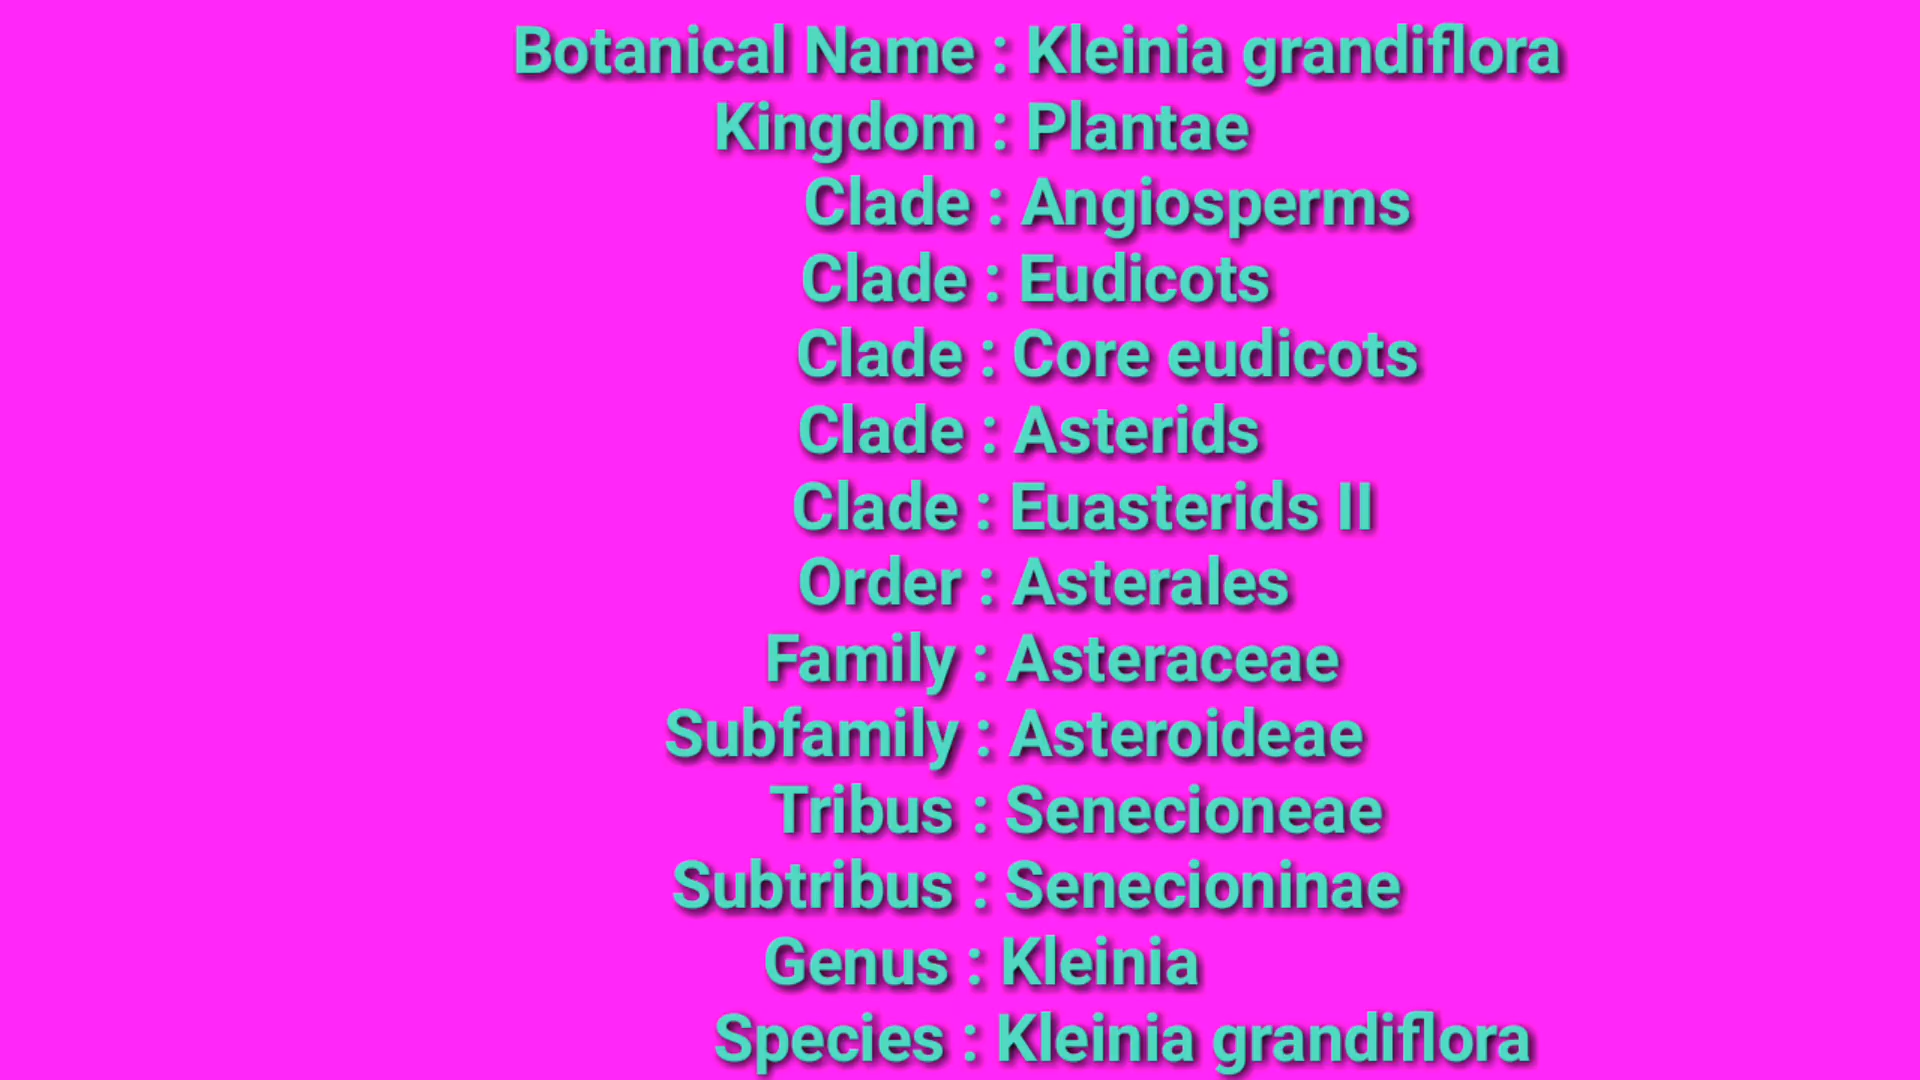 Botanical Name : Kleinia grandiflora
Kingdom : Plantae
Clade : Angiosperms
Clade : Eudicots
Clade : Core eudicots
Clade : Asterids
Clade : Euasterids II
Order : Asterales
Family : Asteraceae
Subfamily : Asteroideae
Tribus : Senecioneae
Subtribus : Senecioninae
Genus : Kleinia
Species : Kleinia grandiflora